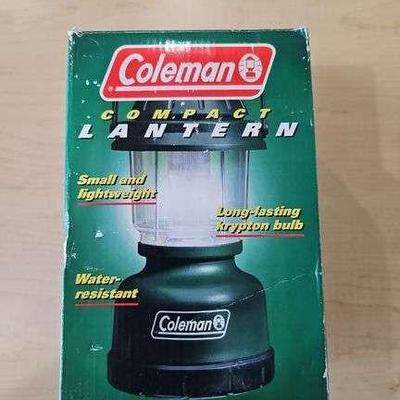 Coleman
COMPACT
LANTERN
Small and
lightweight
Long-lasting
krypton bulb
Water-
resistant
Coleman